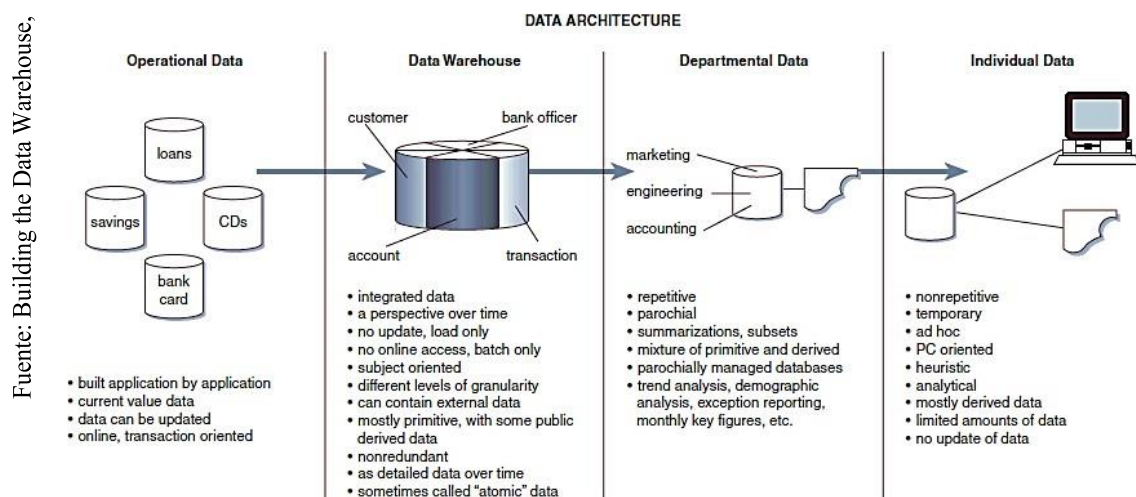 Fuente: Building the Data Warehouse,
DATA ARCHITECTURE
Operational Data
loans
savings
CDs
bank
card
• built application by application
• current value data
• data can be updated
• online, transaction oriented
Data Warehouse
customer
bank officer
account
transaction
• integrated data
• a perspective over time
• no update, load only
• no online access, batch only
• subject oriented
• different levels of granularity
• can contain external data
• mostly primitive, with some public
derived data
• nonredundant
• as detailed data over time
• sometimes called “atomic” data
Departmental Data
marketing
engineering
accounting
• repetitive
• parochial
• summarizations, subsets
• mixture of primitive and derived
• parochially managed databases
• trend analysis, demographic
analysis, exception reporting,
monthly key figures, etc.
Individual Data
• nonrepetitive
• temporary
• ad hoc
• PC oriented
• heuristic
• analytical
• mostly derived data
• limited amounts of data
• no update of data